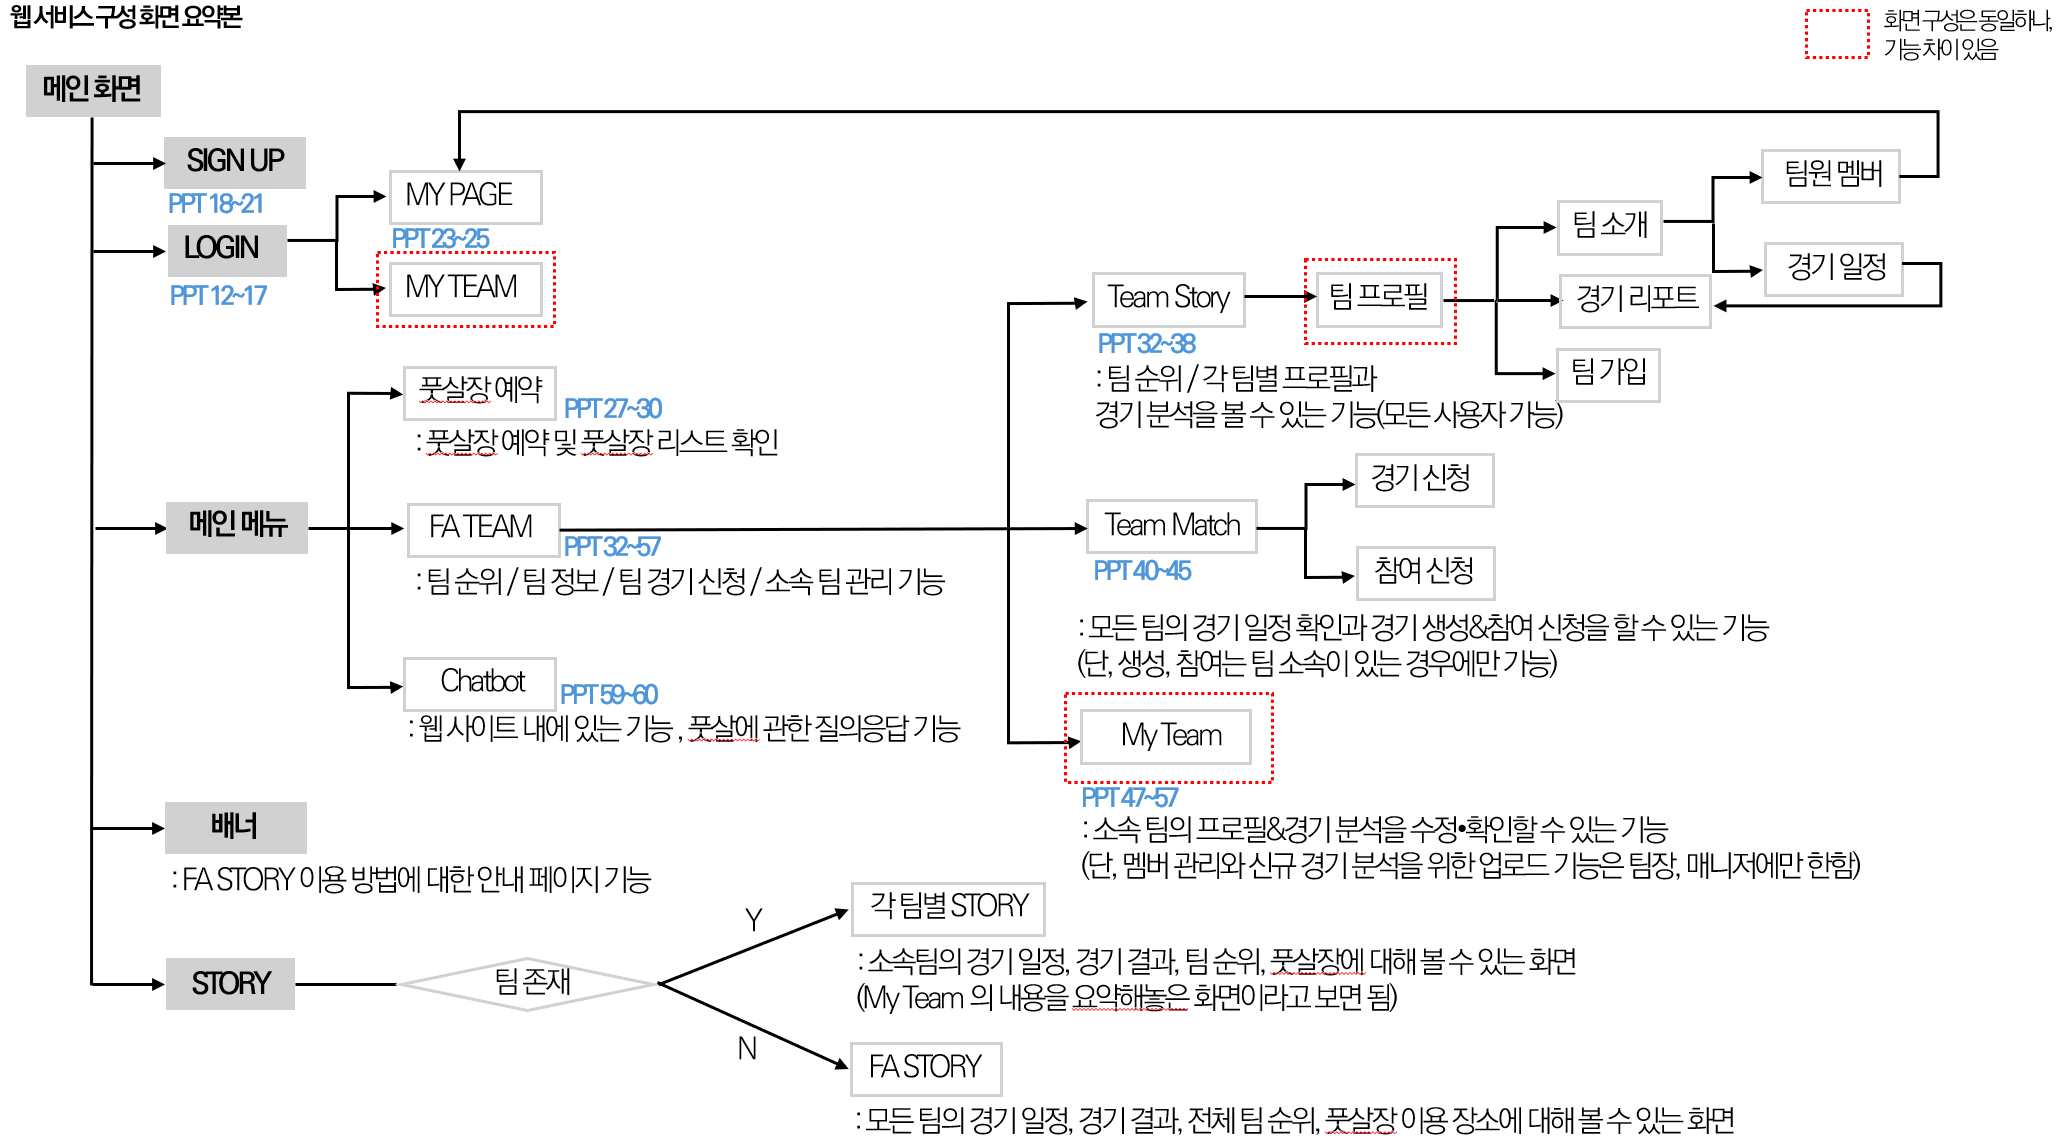 웹 서비스 구성 화면 요약본
화면 구성은 동일하나,
기능 차이 있음
메인 화면
SIGN UP
PPT 18~21
LOGIN
PPT 12~17
MY PAGE
PPT 23~25
MY TEAM
팀원 멤버
팀 소개
경기 일정
Team Story
PPT 32~38
: 팀 순위 / 각 팀별 프로필과
경기 분석을 볼 수 있는 기능(모든 사용자 가능)
팀 프로필
경기 리포트
팀 가입
풋살장 예약
PPT 27~30
: 풋살장 예약 및 풋살장 리스트 확인
메인 메뉴
FA TEAM
PPT 32~57
: 팀 순위 / 팀 정보 / 팀 경기 신청 / 소속 팀 관리 기능
Team Match
PPT 40~45
경기 신청
참여 신청
: 모든 팀의 경기 일정 확인과 경기 생성&참여 신청을 할 수 있는 기능
(단, 생성, 참여는 팀 소속이 있는 경우에만 가능)
Chatbot
PPT 59~60
: 웹 사이트 내에 있는 기능 , 풋살에 관한 질의응답 기능
My Team
PPT 47~57
: 소속 팀의 프로필&경기 분석을 수정•확인할 수 있는 기능
(단, 멤버 관리와 신규 경기 분석을 위한 업로드 기능은 팀장, 매니저에만 한함)
배너
: FA STORY 이용 방법에 대한 안내 페이지 기능
STORY
팀 존재
Y
각 팀별 STORY
: 소속팀의 경기 일정, 경기 결과, 팀 순위, 풋살장에 대해 볼 수 있는 화면
(My Team 의 내용을 요약해놓은 화면이라고 보면 됨)
N
FA STORY
: 모든 팀의 경기 일정, 경기 결과, 전체 팀 순위, 풋살장 이용 장소에 대해 볼 수 있는 화면